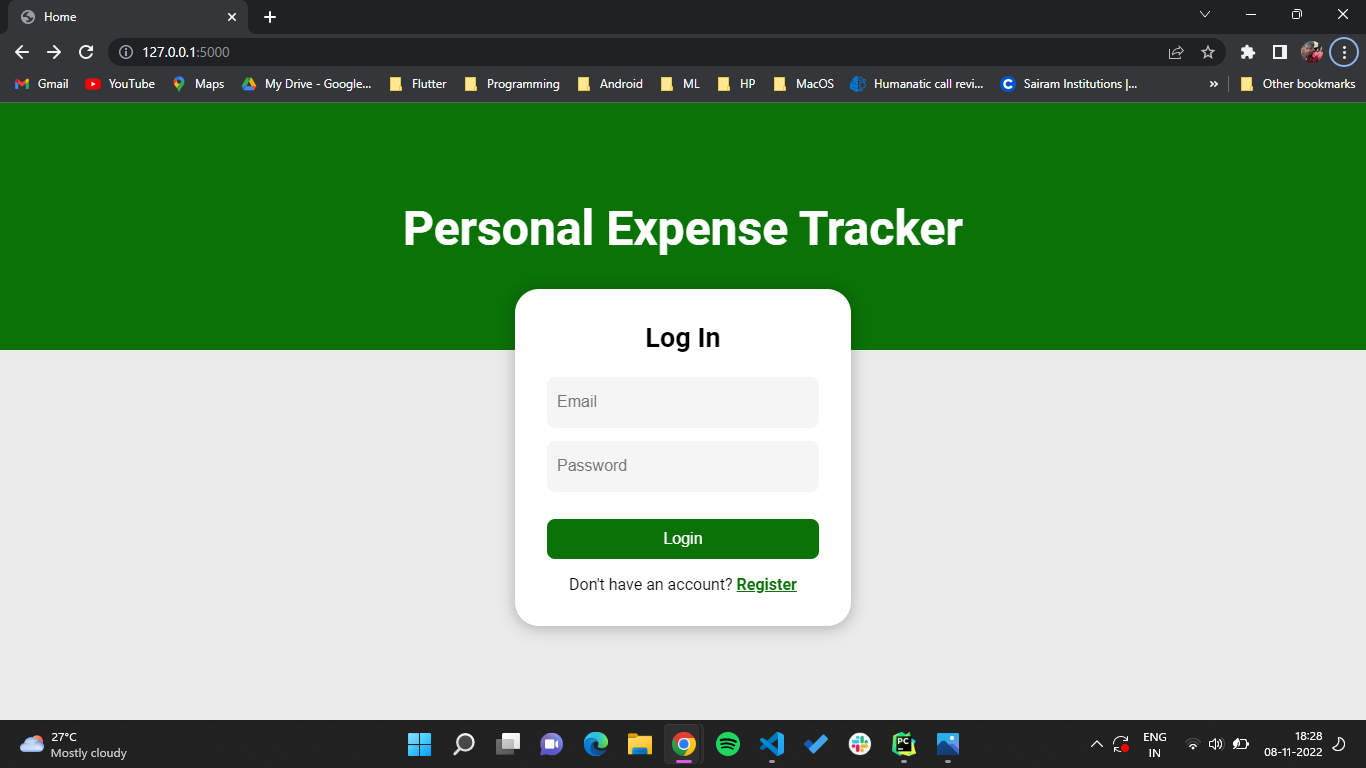 Home
127.0.0.1:5000
Gmail YouTube Maps My Drive - Google... Flutter Programming Android ML HP MacOS Humanatic call revi... Sairam Institutions |... » Other bookmarks
Personal Expense Tracker
Log In
Email
Password
Login
Don't have an account? Register
27°C
Mostly cloudy
PC
ENG
IN
18:28
08-11-2022